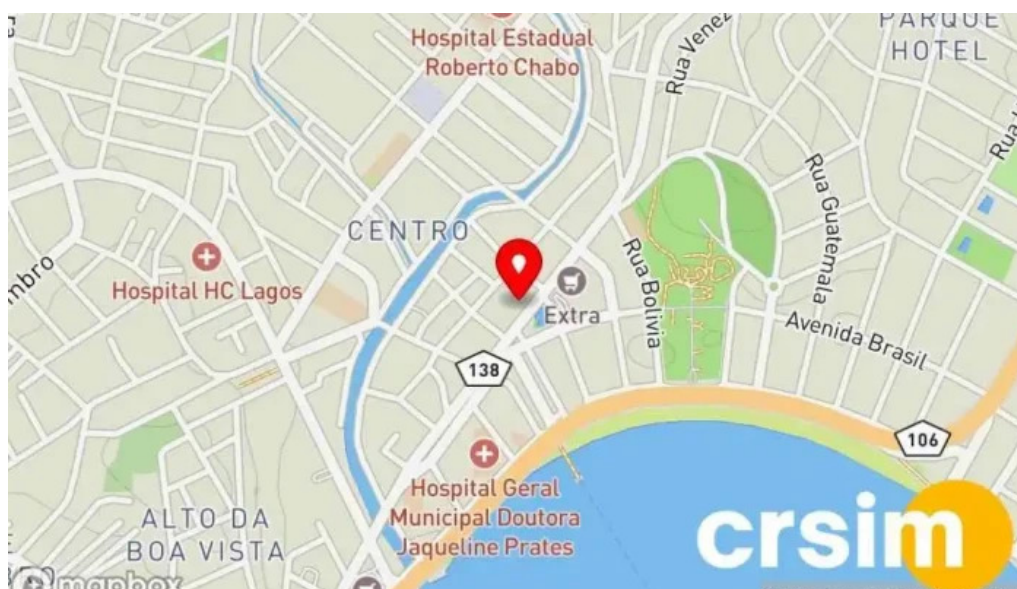 Hospital Estadual
Roberto Chabo
PARQUE
HOTEL
Rua Venez
CENTRO
Hospital HC Lagos
Extra
Rua Bolivia
Rua Guatemala
Avenida Brasil
138
106
Hospital Geral
Municipal Doutora
Jaqueline Prates
ALTO DA
BOA VISTA
crsim
mapbox